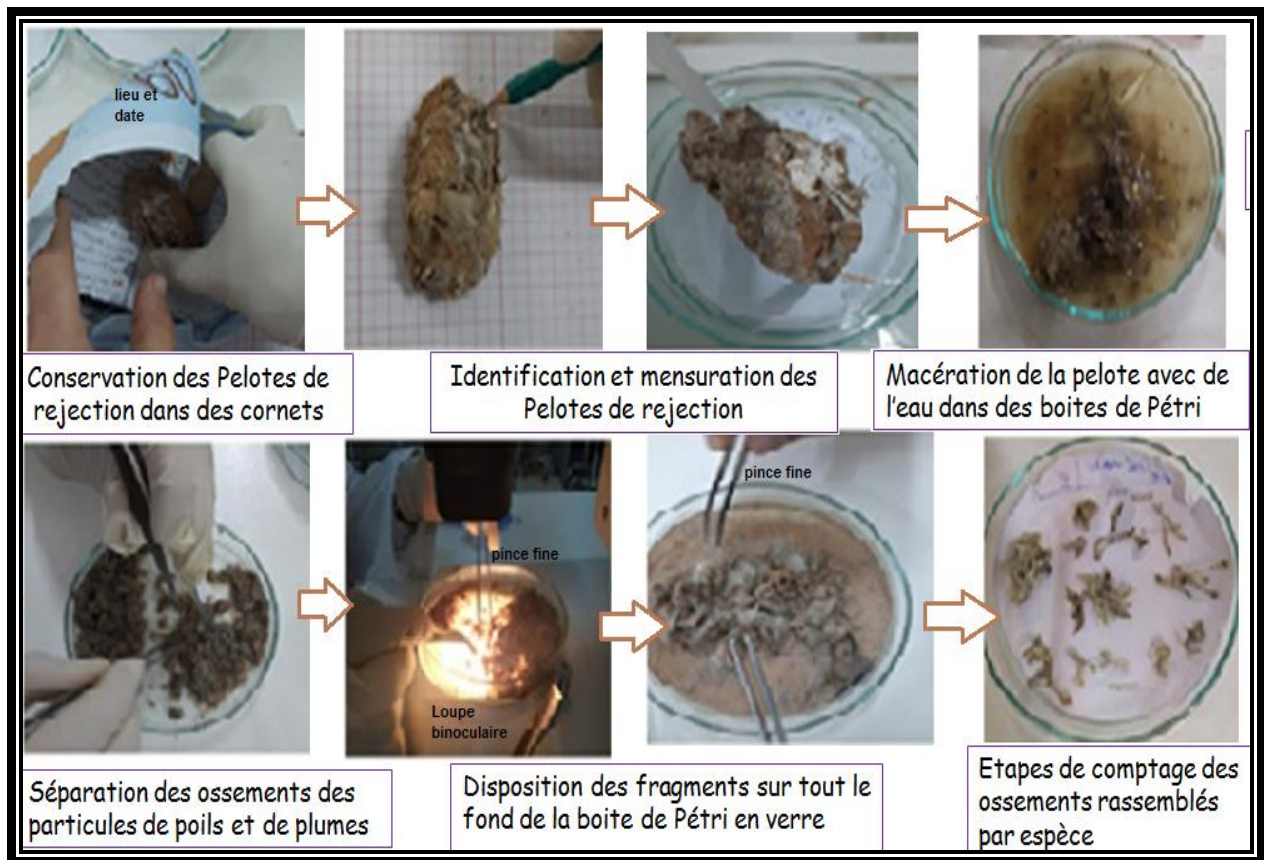 lieu et
date
Conservation des Pelotes de
rejection dans des cornets
Identification et mensuration des
Pelotes de rejection
Macération de la pelote avec de
l'eau dans des boites de Pétri
pince fine
Loupe
binoculaire
pince fine
Séparation des ossements des
particules de poils et de plumes
Disposition des fragments sur tout le
fond de la boite de Pétri en verre
Etapes de comptage des
ossements rassemblés
par espèce